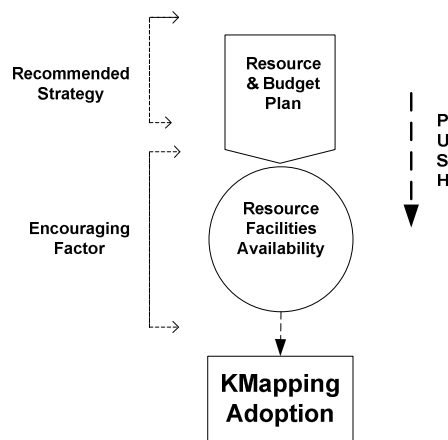 Recommended
Strategy
Resource
& Budget
Plan
P
U
S
H
Encouraging
Factor
Resource
Facilities
Availability
KMapping
Adoption